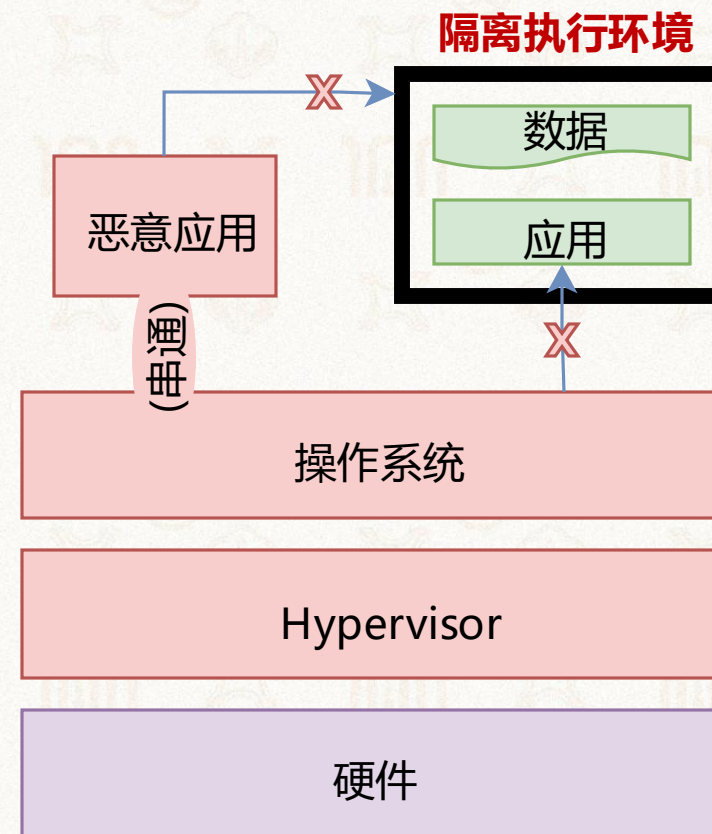 隔离执行环境
X
数据
恶意应用
应用
(串通)
X
操作系统
Hypervisor
硬件